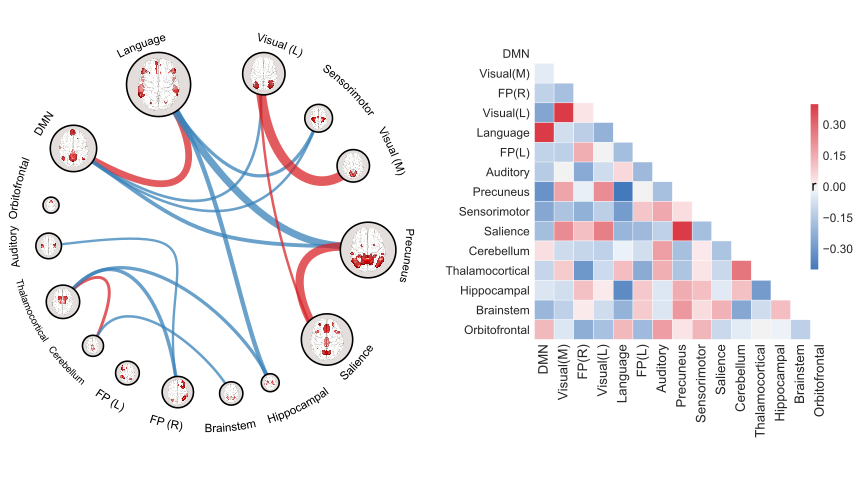 Language
Visual (L)
Sensorimotor
Visual (M)
Precuneus
Salience
Hippocampal
Brainstem
FP (R)
FP (L)
Cerebellum
Thalamocortical
Auditory
Orbitofrontal
DMN
DMN
Visual(M)
FP(R)
Visual(L)
Language
FP(L)
Auditory
Precuneus
Sensorimotor
Salience
Cerebellum
Thalamocortical
Hippocampal
Brainstem
Orbitofrontal
DMN
Visual(M)
FP(R)
Visual(L)
Language
FP(L)
Auditory
Precuneus
Sensorimotor
Salience
Cerebellum
Thalamocortical
Hippocampal
Brainstem
Orbitofrontal
r
0.30
0.15
0.00
−0.15
−0.30